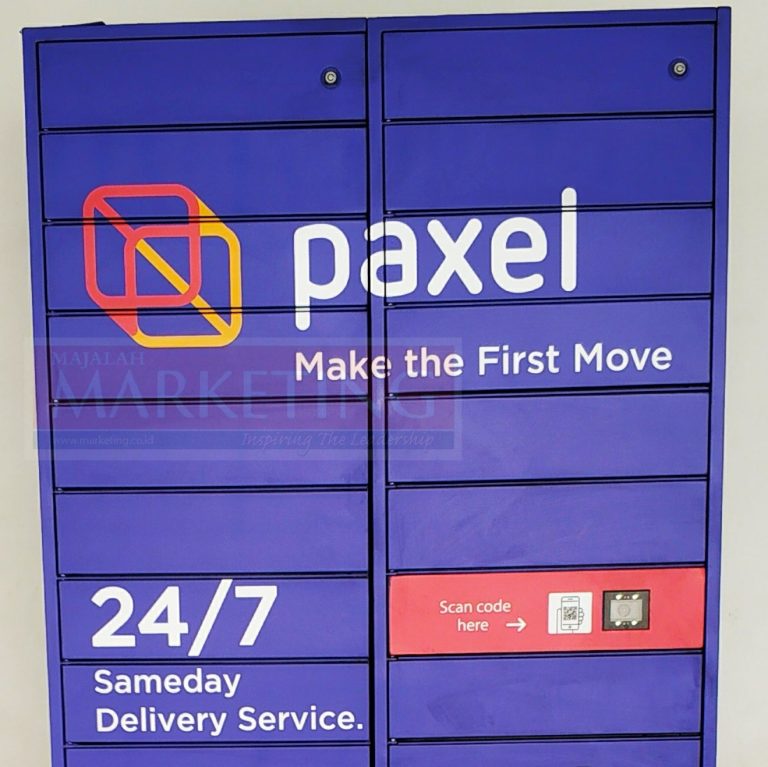 paxel
Make the First Move
MAJALAH
MARKETING
www.marketing.co.id
Inspiring The Leadership
24/7
Sameday
Delivery Service.
Scan code
here →